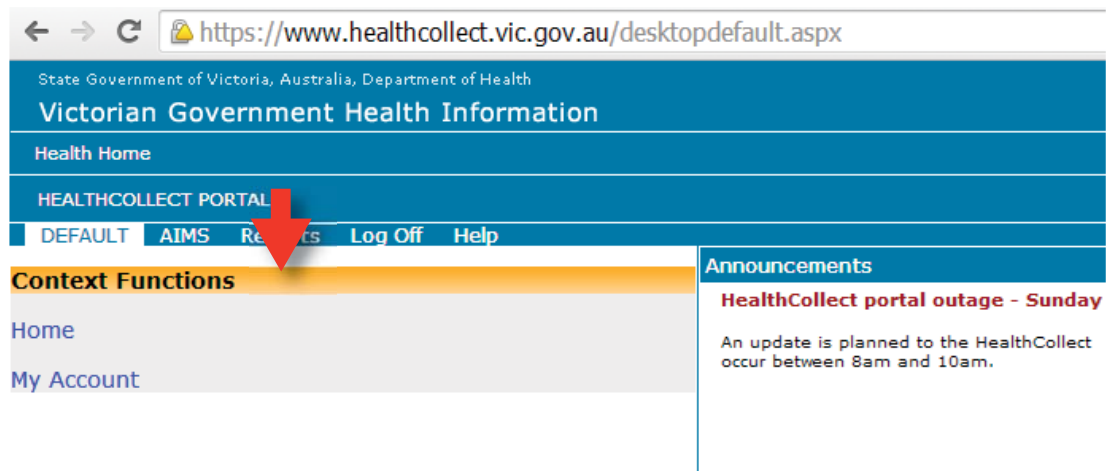 https://www.healthcollect.vic.gov.au/desktopdefault.aspx
State Government of Victoria, Australia, Department of Health
Victorian Government Health Information
Health Home
HEALTHCOLLECT PORTAL
DEFAULT AIMS Log Off Help
Context Functions
Home
My Account
Announcements
HealthCollect portal outage - Sunday
An update is planned to the HealthCollect
occur between 8am and 10am.